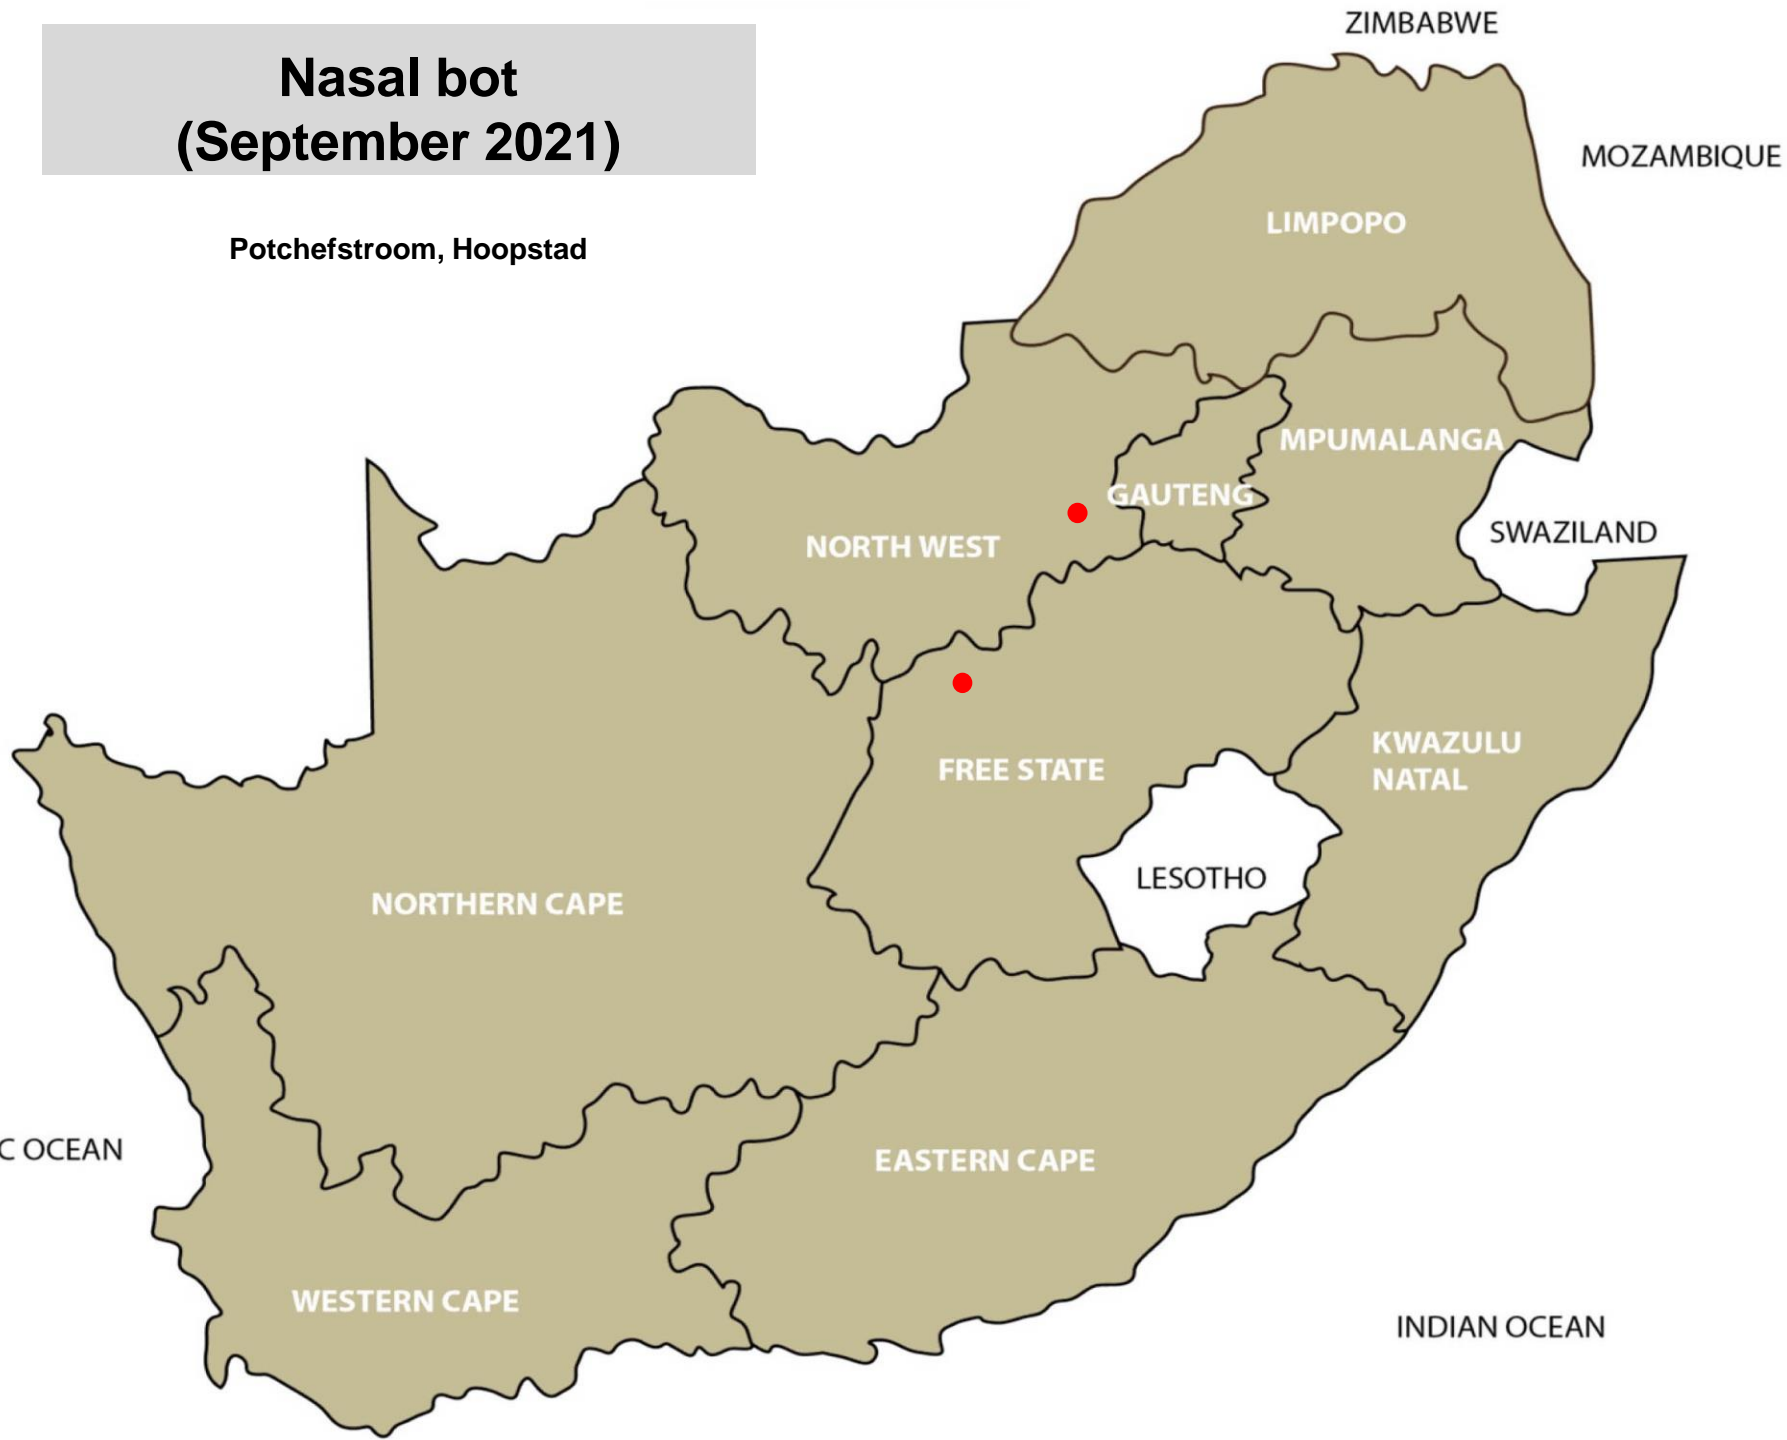 Nasal bot
(September 2021)
Potchefstroom, Hoopstad
ZIMBABWE
MOZAMBIQUE
LIMPOPO
MPUMALANGA
GAUTENG
NORTH WEST
SWAZILAND
KWAZULU
NATAL
FREE STATE
LESOTHO
NORTHERN CAPE
C OCEAN
EASTERN CAPE
WESTERN CAPE
INDIAN OCEAN